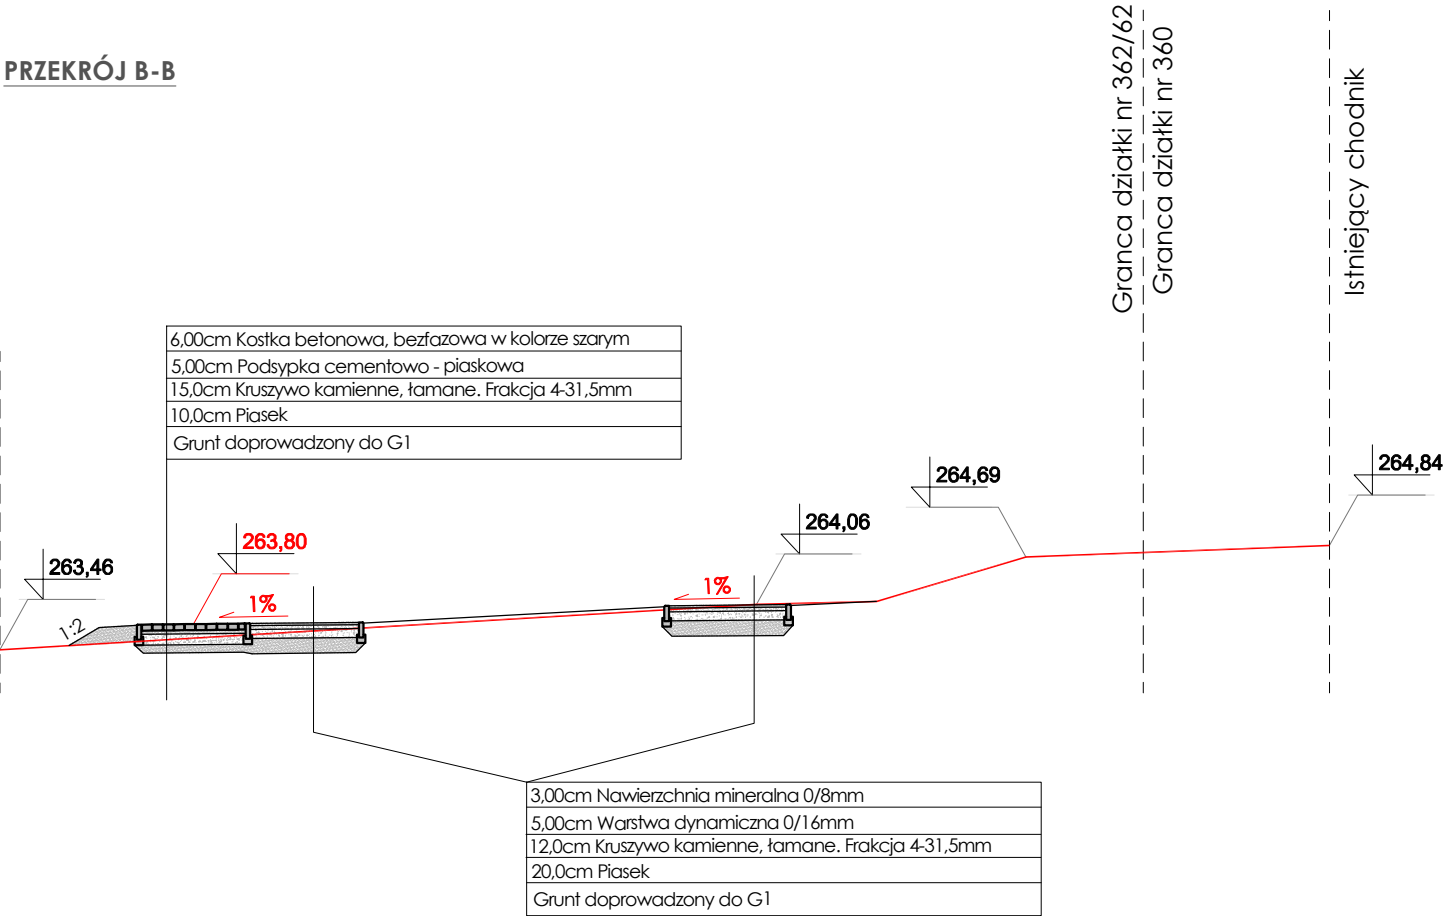 PRZEKRÓJ B-B
Granca działki nr 362/62
Granca działki nr 360
Istniejący chodnik
6,00cm Kostka betonowa, bezfazowa w kolorze szarym
5,00cm Podsypka cementowo - piaskowa
15,0cm Kruszywo kamienne, łamane. Frakcja 4-31,5mm
10,0cm Piasek
Grunt doprowadzony do G1
264,84
264,69
264,06
263,80
263,46
1%
1%
1:2
3,00cm Nawierzchnia mineralna 0/8mm
5,00cm Warstwa dynamiczna 0/16mm
12,0cm Kruszywo kamienne, łamane. Frakcja 4-31,5mm
20,0cm Piasek
Grunt doprowadzony do G1